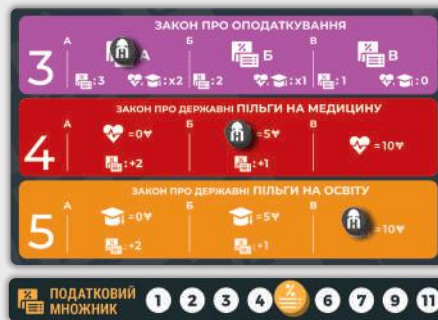 ЗАКОН ПРО ОПОДАТКУВАННЯ
3
А Б В
А Б В
:3 :x2 :2 :x1 :1 :0
ЗАКОН ПРО ДЕРЖАВНІ ПІЛЬГИ НА МЕДИЦИНУ
4
А Б В
=0₩ Н =5₩ =10₩
:+2 :+1
ЗАКОН ПРО ДЕРЖАВНІ ПІЛЬГИ НА ОСВІТУ
5
А Б В
=0₩ =5₩ Н =10₩
:+2 :+1
ПОДАТКОВИЙ
МНОЖНИК
1 2 3 4 % 6 7 9 11